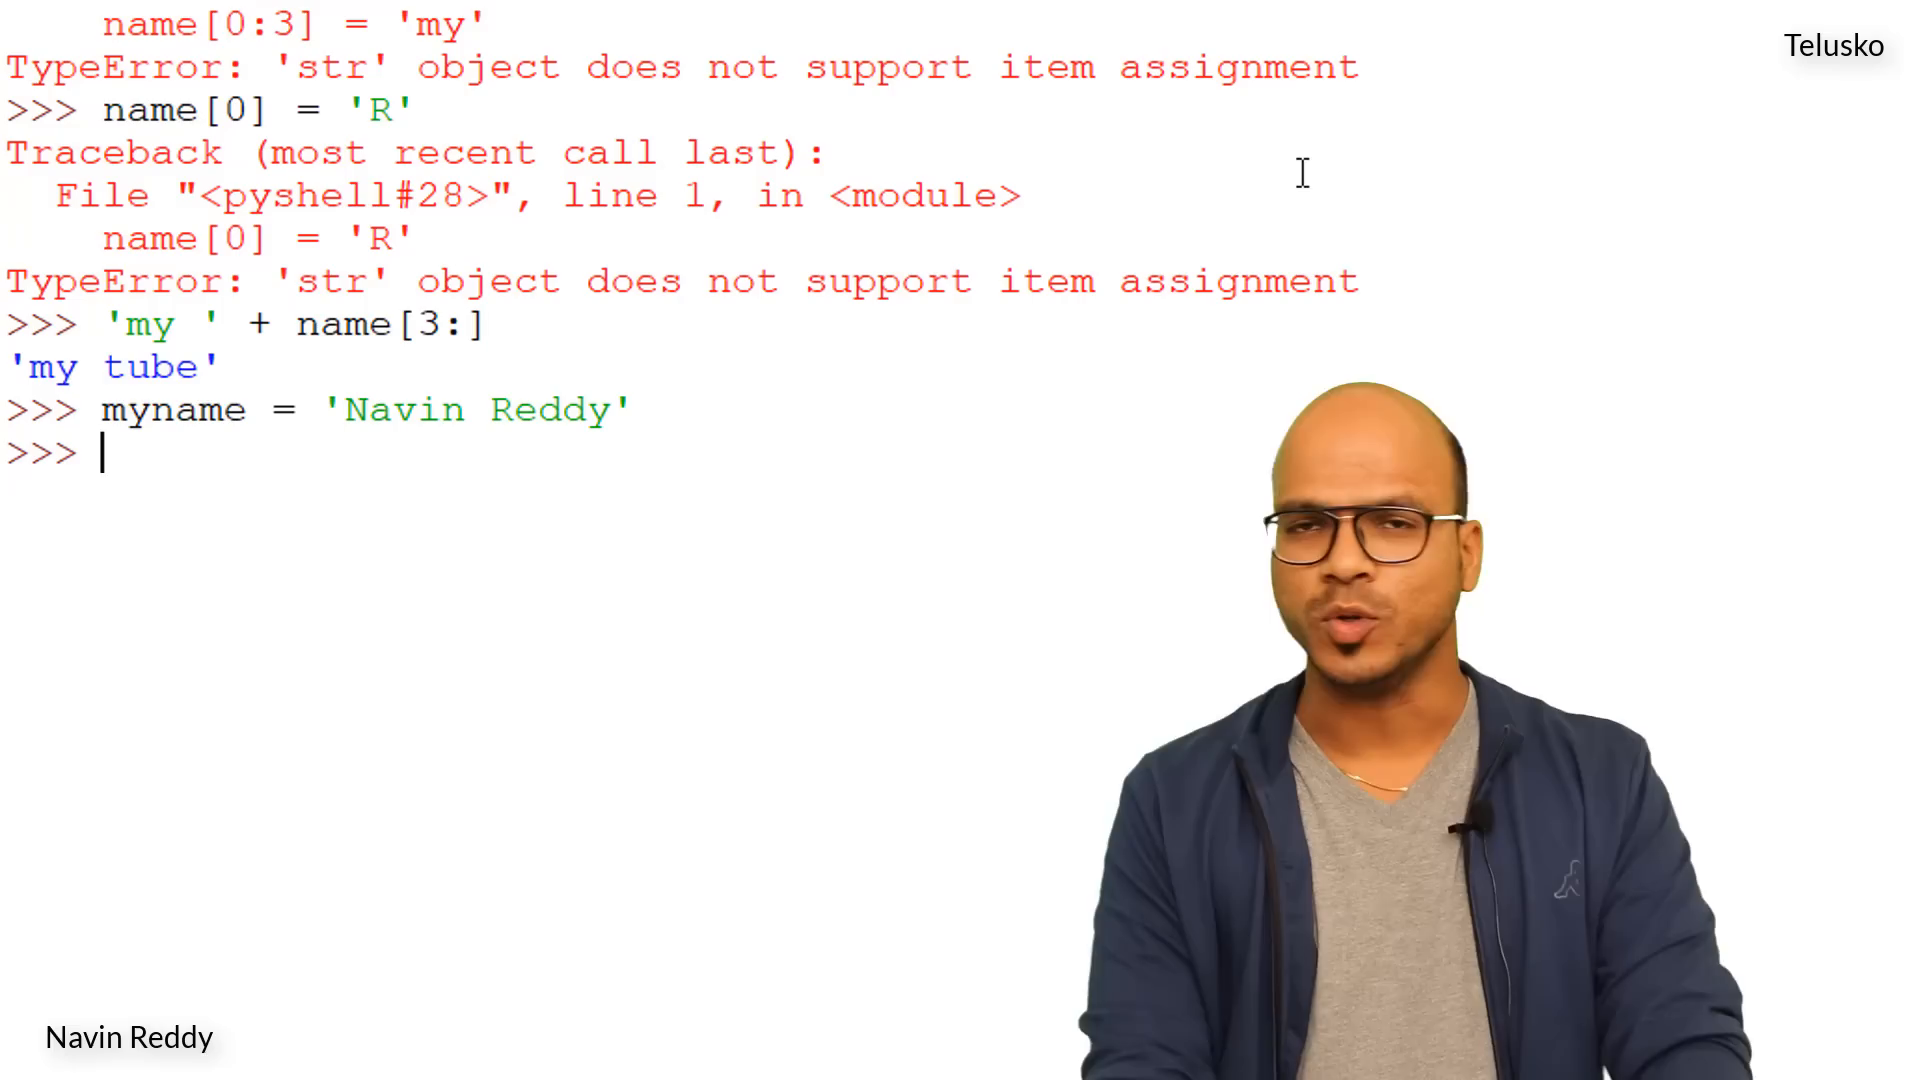 name[0:3] = 'my'
TypeError: 'str' object does not support item assignment
>>> name[0] = 'R'
Traceback (most recent call last):
  File "<pyshell#28>", line 1, in <module>
    name[0] = 'R'
TypeError: 'str' object does not support item assignment
>>> 'my ' + name[3:]
'my tube'
>>> myname = 'Navin Reddy'
>>>
Telusko
Navin Reddy